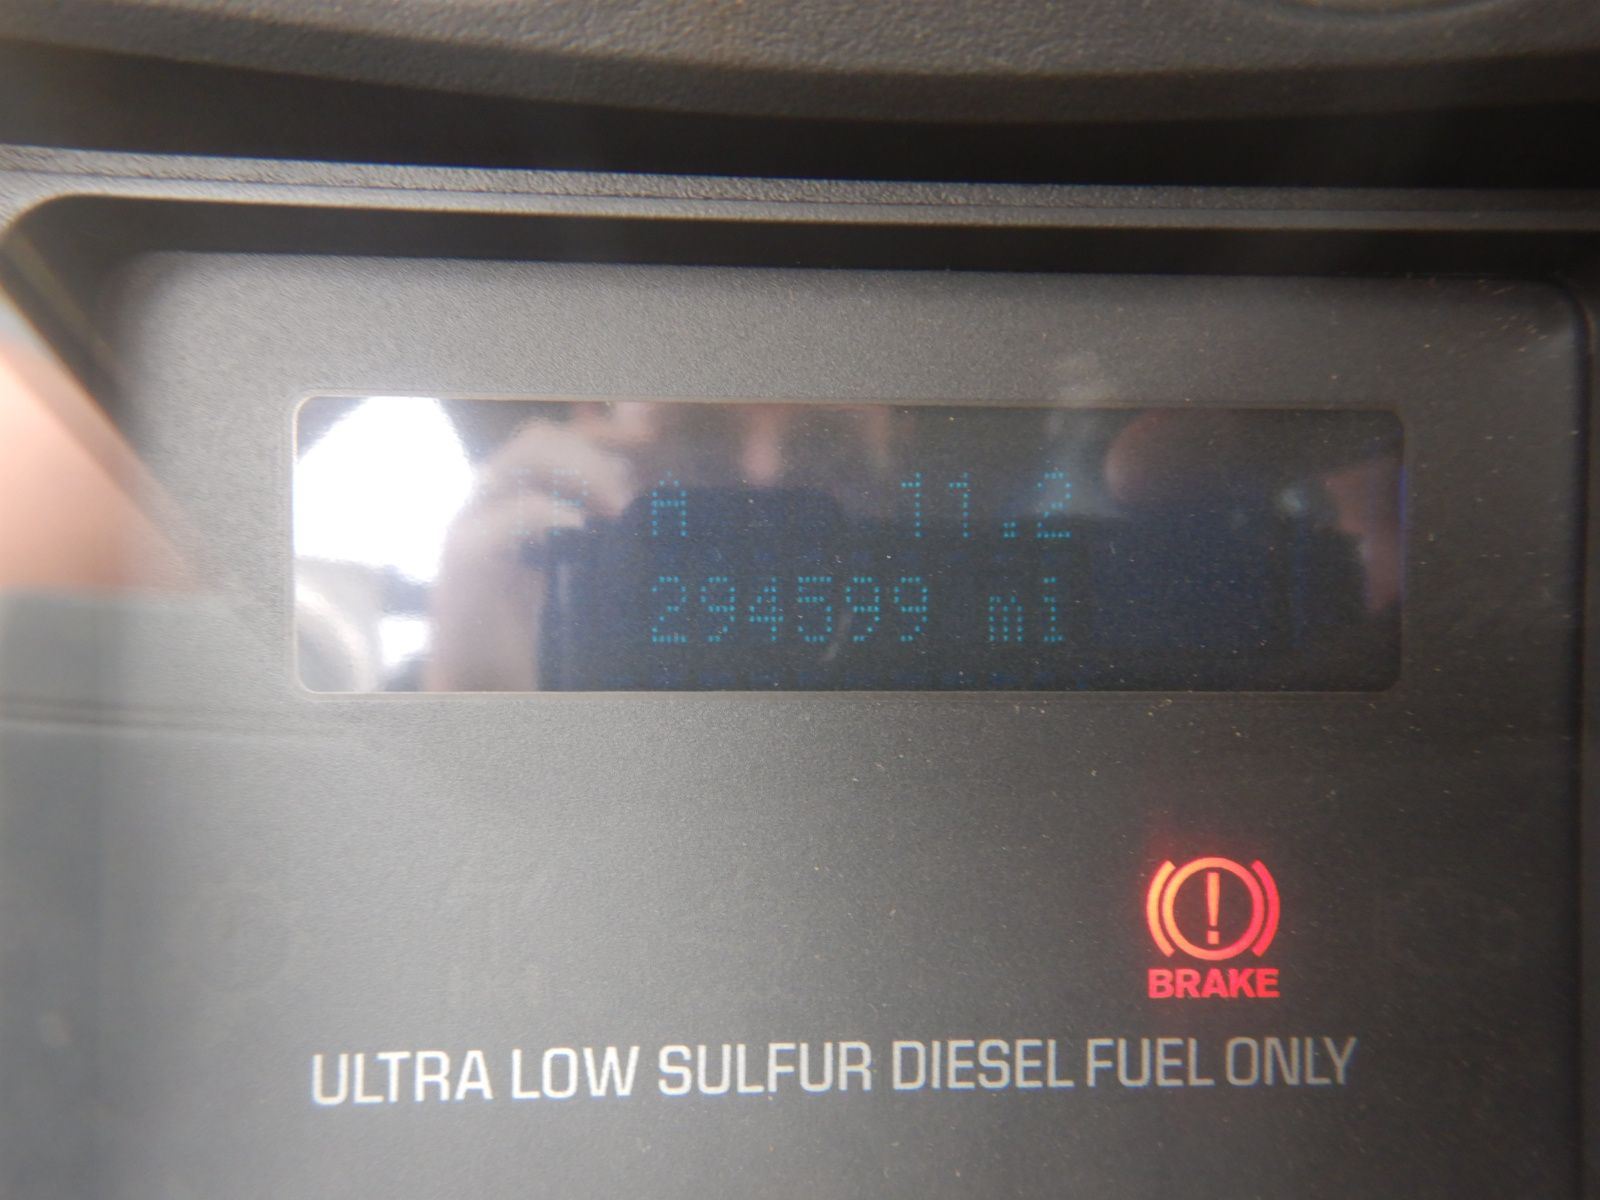 A 11.2
294599 mi
BRAKE
ULTRA LOW SULFUR DIESEL FUEL ONLY